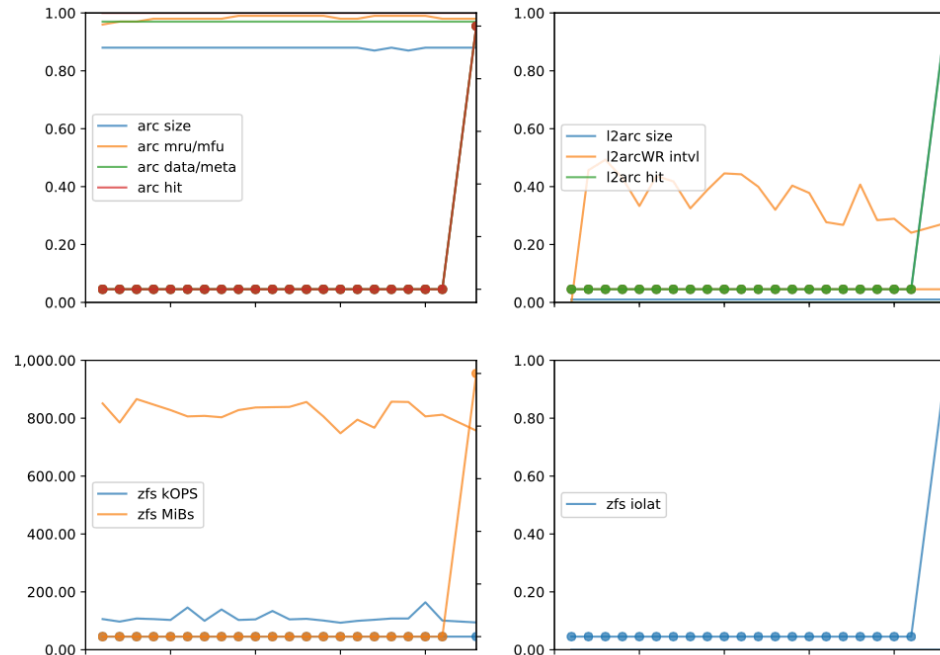 1.00
0.80
0.60
0.40
0.20
0.00
arc size
arc mru/mfu
arc data/meta
arc hit
1.00
0.80
0.60
0.40
0.20
0.00
l2arc size
l2arcWR intvl
l2arc hit
1,000.00
800.00
600.00
400.00
200.00
0.00
zfs kOPS
zfs MiBs
1.00
0.80
0.60
0.40
0.20
0.00
zfs iolat